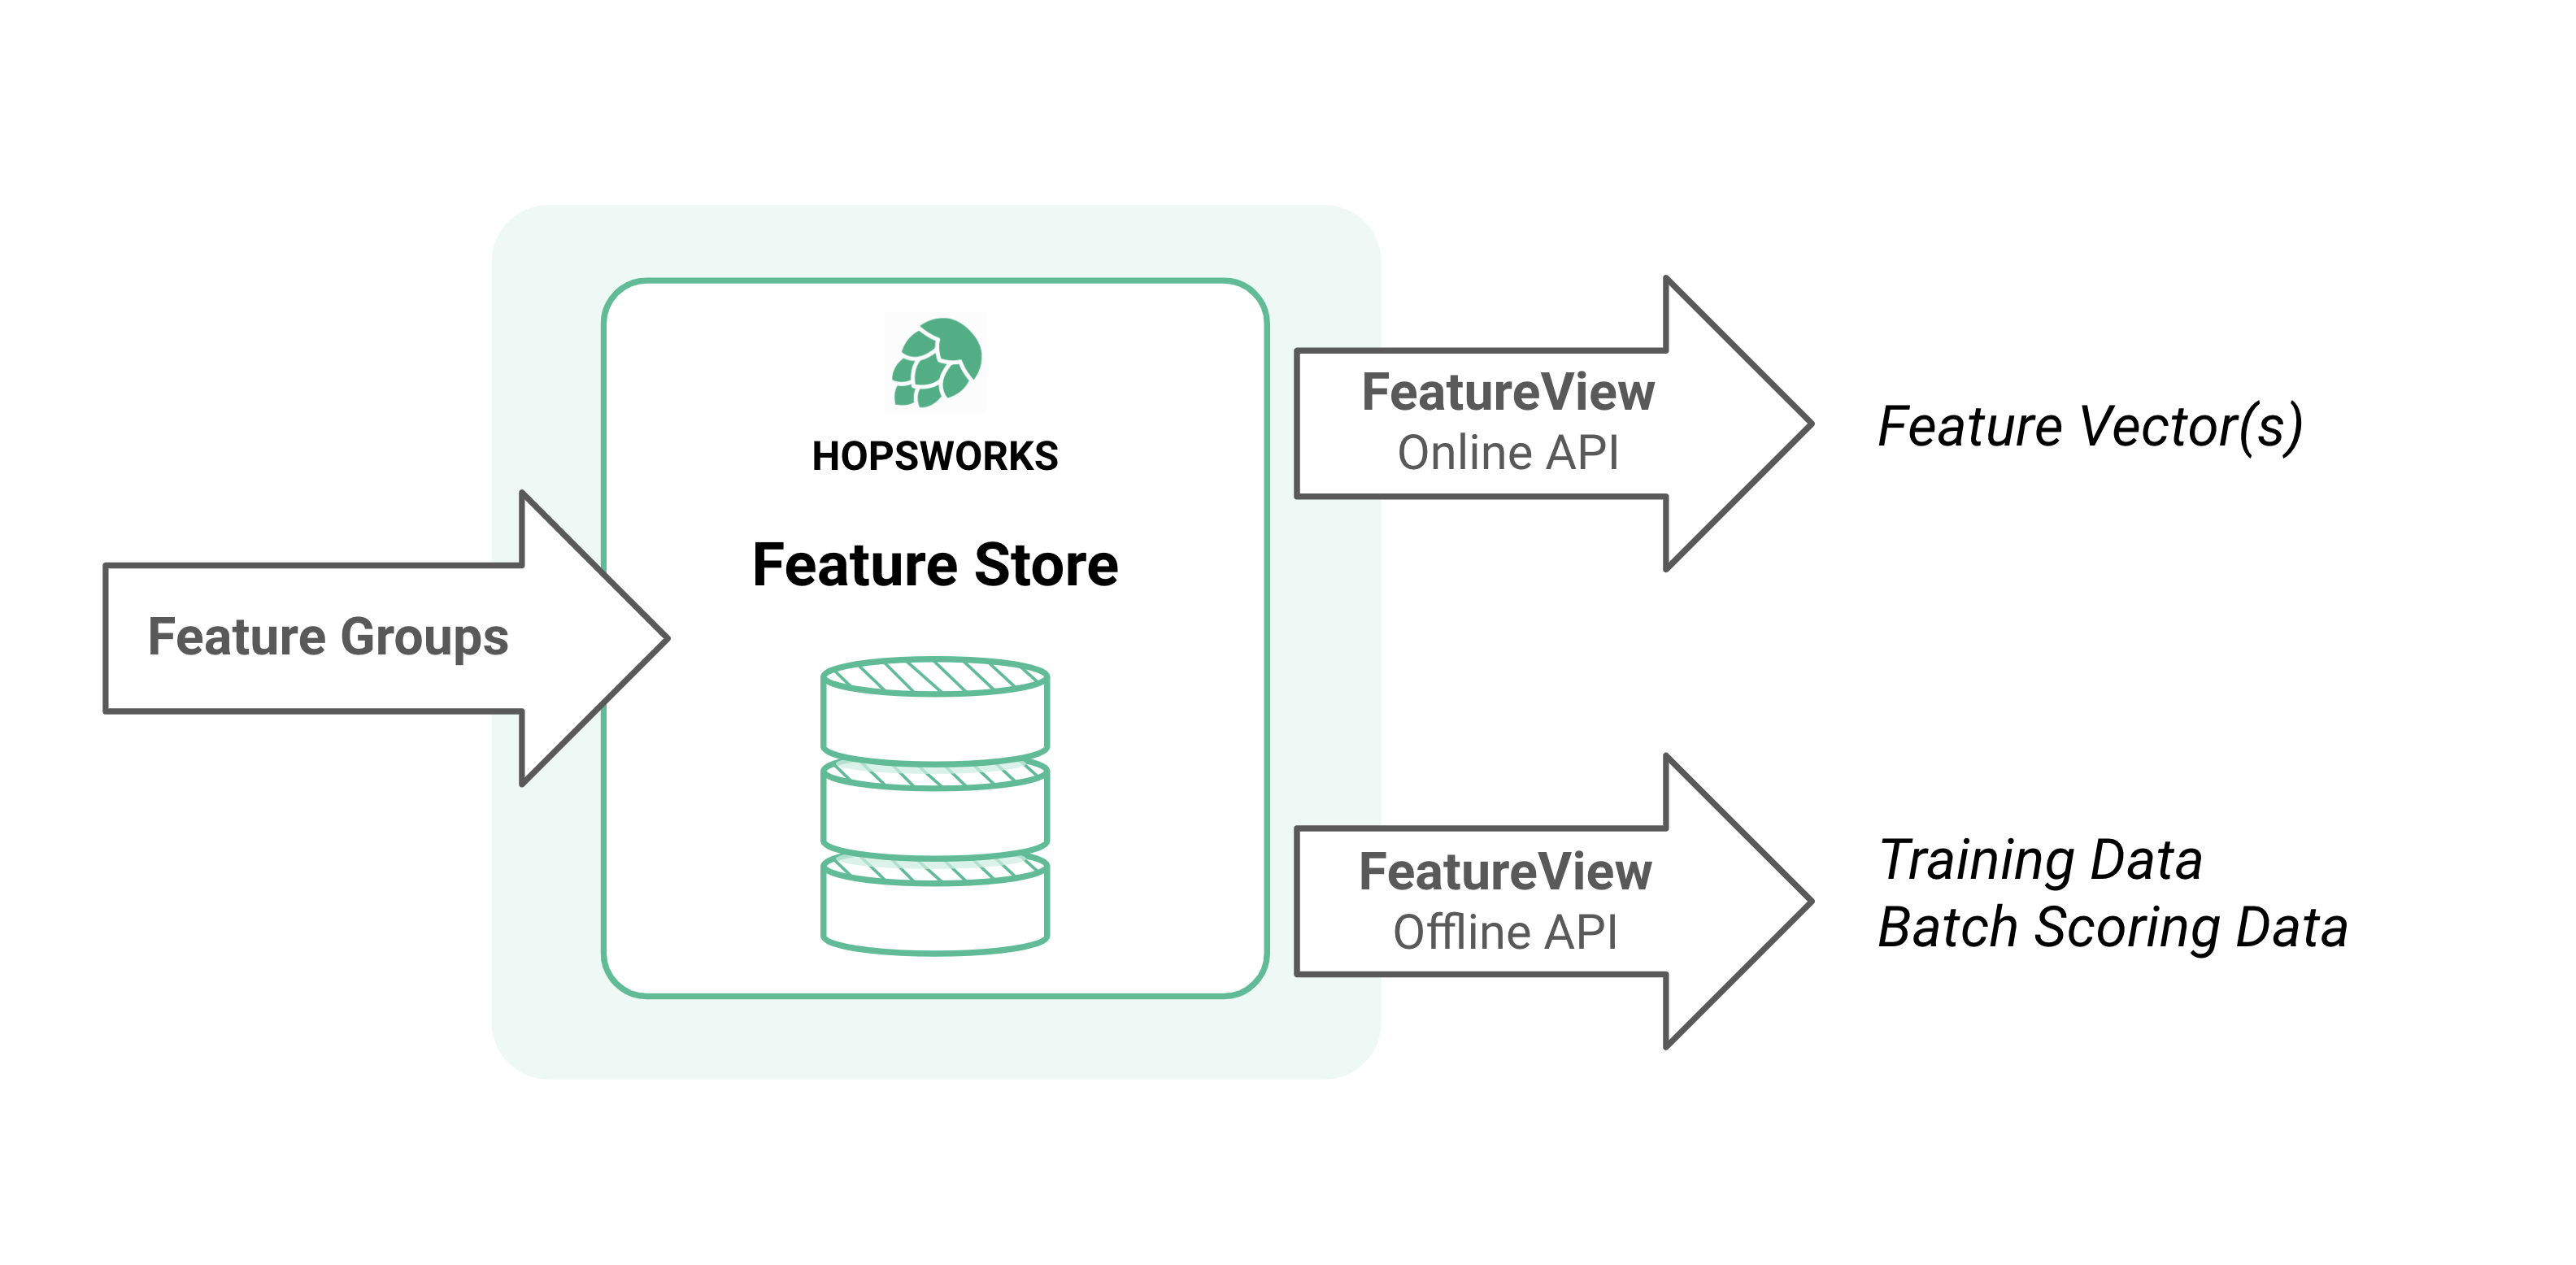 Feature Groups
HOPSWORKS
Feature Store
FeatureView
Online API
Feature Vector(s)
FeatureView
Offline API
Training Data
Batch Scoring Data